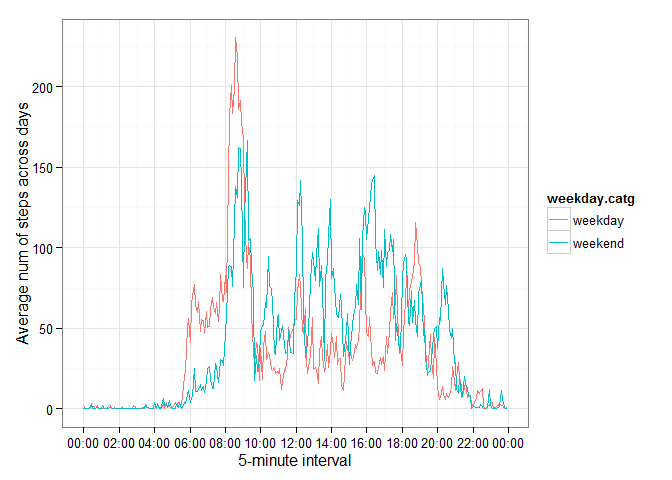 Average num of steps across days
200
150
100
50
0
00:00 02:00 04:00 06:00 08:00 10:00 12:00 14:00 16:00 18:00 20:00 22:00 00:00
5-minute interval
weekday.catg
weekday
weekend